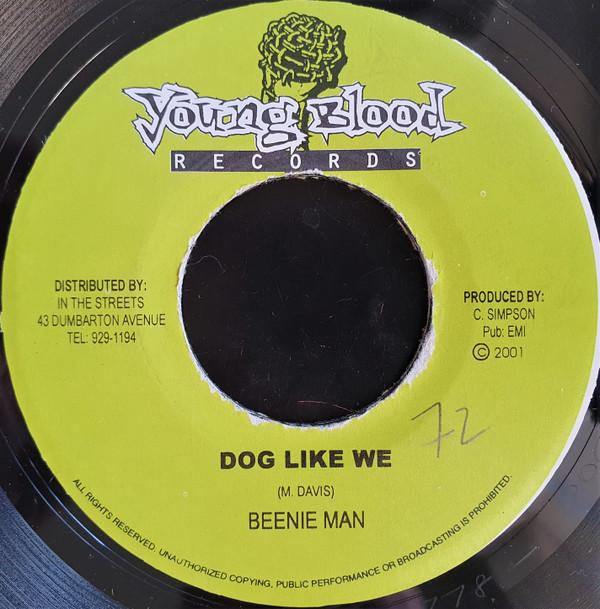 Young Blood
RECORDS
DISTRIBUTED BY:
IN THE STREETS
43 DUMBARTON AVENUE
TEL: 929-1194
PRODUCED BY:
C. SIMPSON
Pub: EMI
© 2001
72
DOG LIKE WE
(M. DAVIS)
BEENIE MAN
ALL RIGHTS RESERVED. UNAUTHORIZED COPYING, PUBLIC PERFORMANCE OR BROADCASTING IS PROHIBITED.